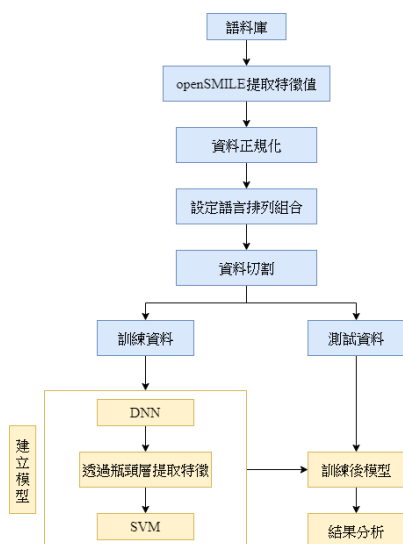 語料庫
openSMILE提取特徵值
資料正規化
設定語言排列組合
資料切割
訓練資料
測試資料
建立模型
DNN
透過瓶頸層提取特徵
SVM
訓練後模型
結果分析